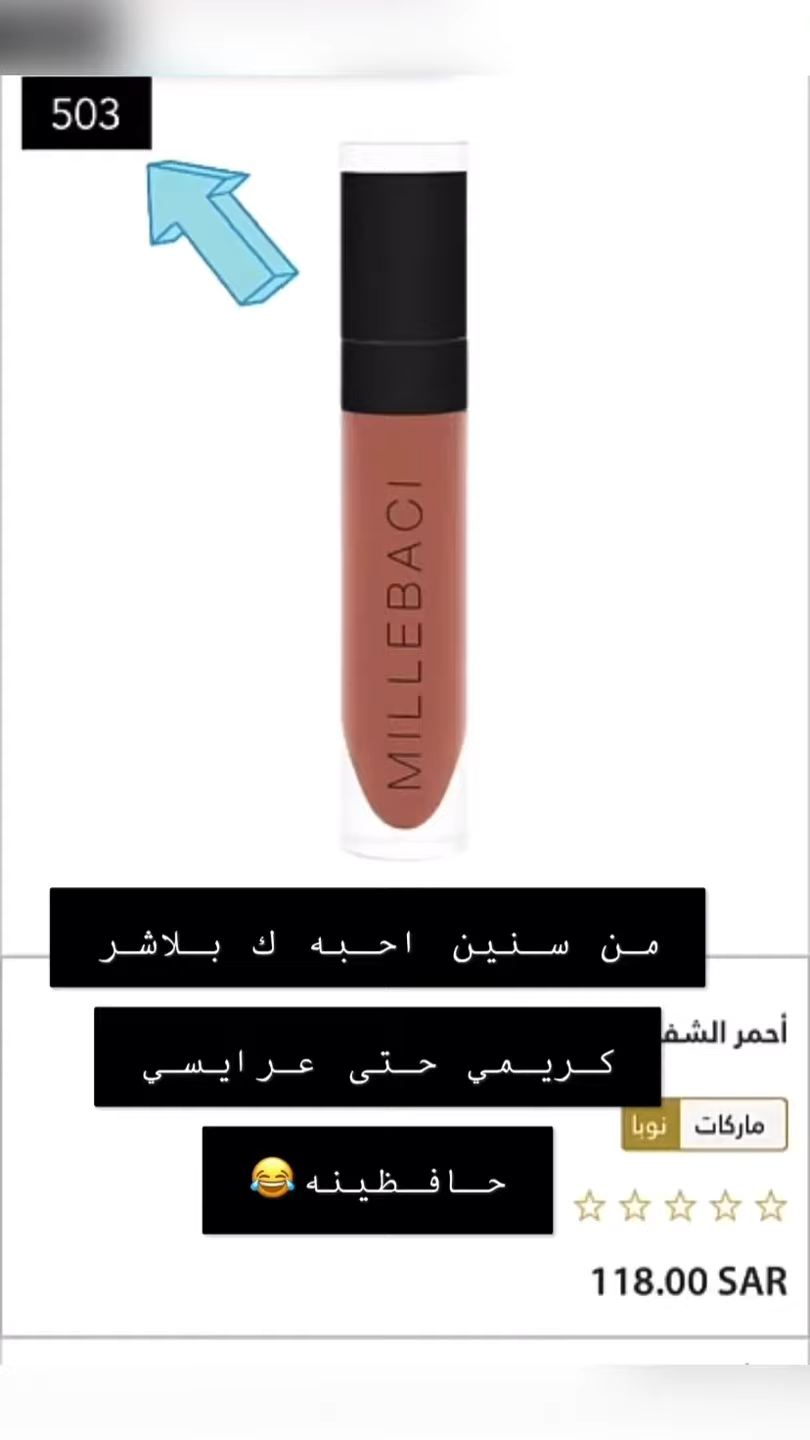 503
MILLEBACI
من سنين احبه ك بلاشر
أحمر الشف
كريمي حتى عرايسي
ماركات نوبا
حافظينه 😂
118.00 SAR